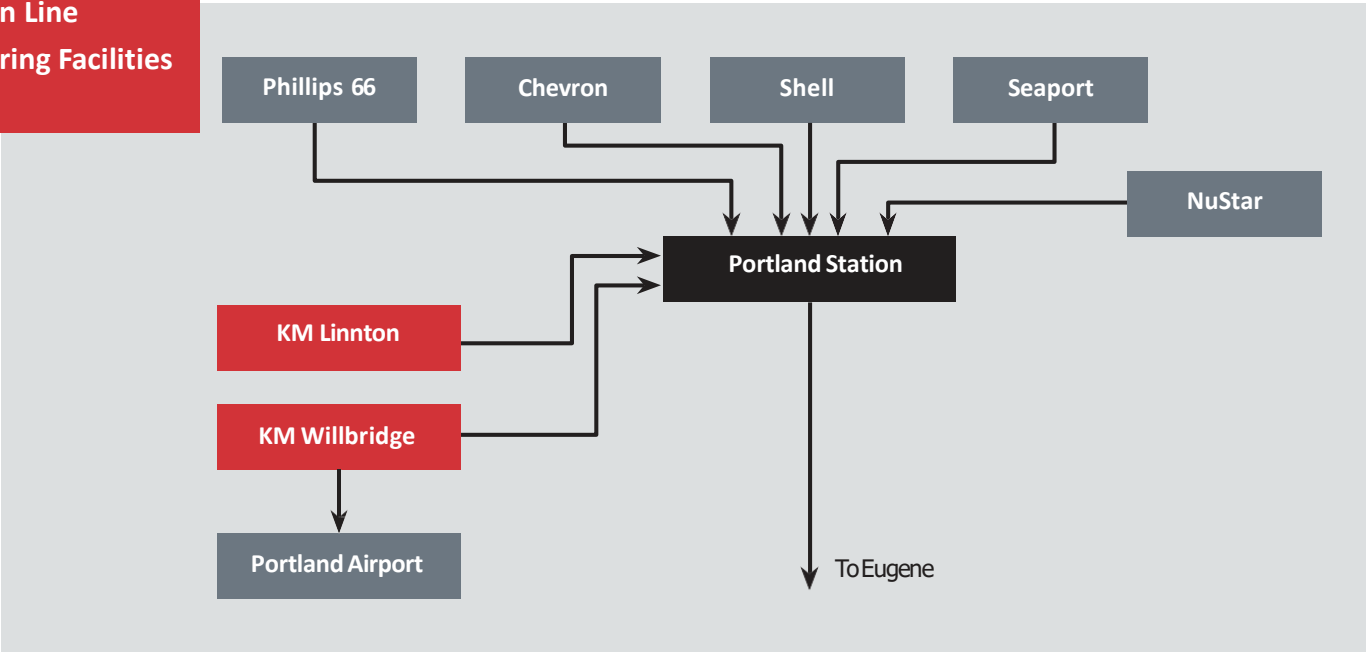 n Line
ring Facilities
Phillips 66
Chevron
Shell
Seaport
NuStar
Portland Station
KM Linnton
KM Willbridge
Portland Airport
To Eugene